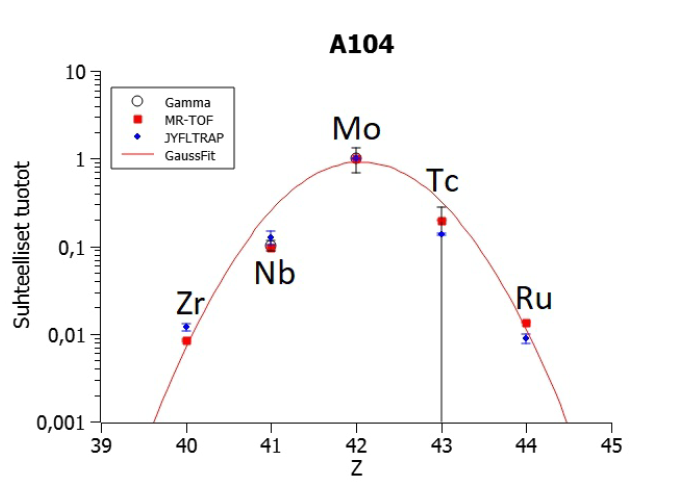 A104
10
1
0,1
0,01
0,001
Suhteelliset tuotot
Gamma
MR-TOF
JYFLTRAP
GaussFit
Mo
Tc
Nb
Zr
Ru
39 40 41 42 43 44 45
Z